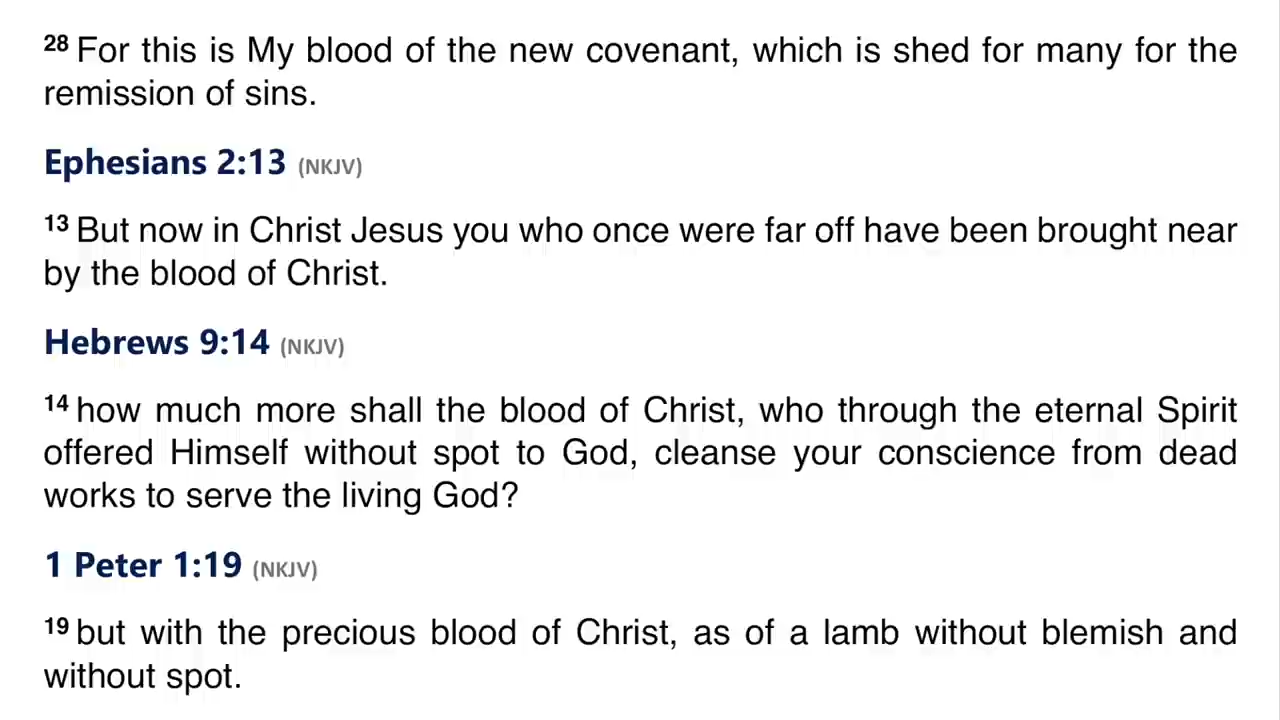 28 For this is My blood of the new covenant, which is shed for many for the
remission of sins.
Ephesians 2:13 (NKJV)
13 But now in Christ Jesus you who once were far off have been brought near
by the blood of Christ.
Hebrews 9:14 (NKJV)
14 how much more shall the blood of Christ, who through the eternal Spirit
offered Himself without spot to God, cleanse your conscience from dead
works to serve the living God?
1 Peter 1:19 (NKJV)
19 but with the precious blood of Christ, as of a lamb without blemish and
without spot.